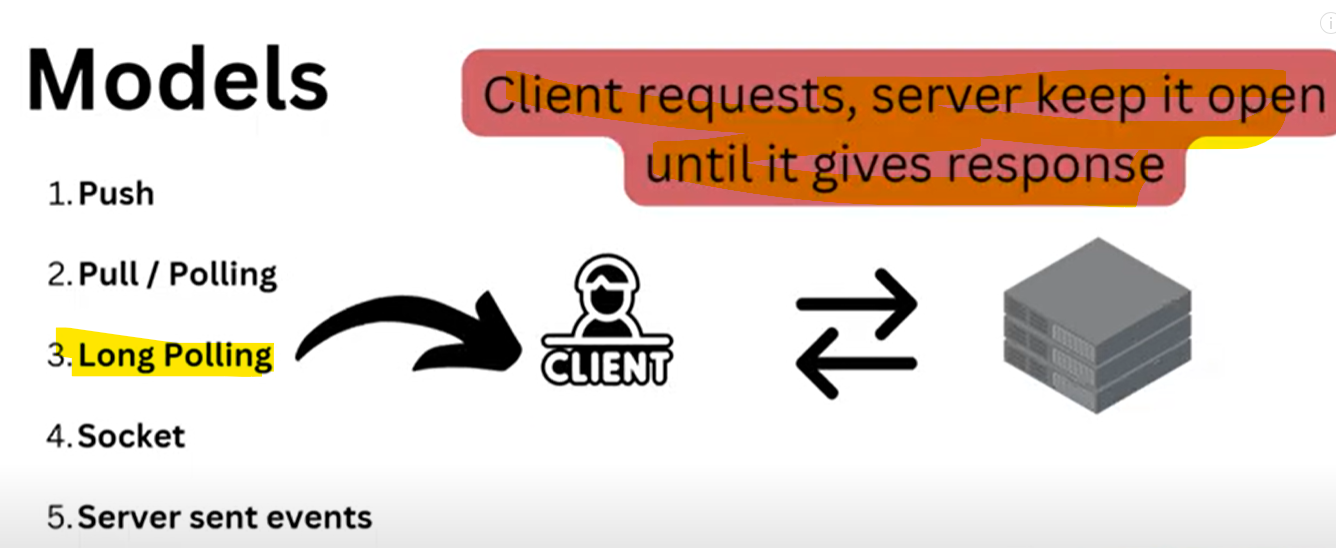 Models
Client requests, server keep it open
until it gives response
1. Push
2. Pull / Polling
3. Long Polling
CLIENT
4. Socket
5. Server sent events